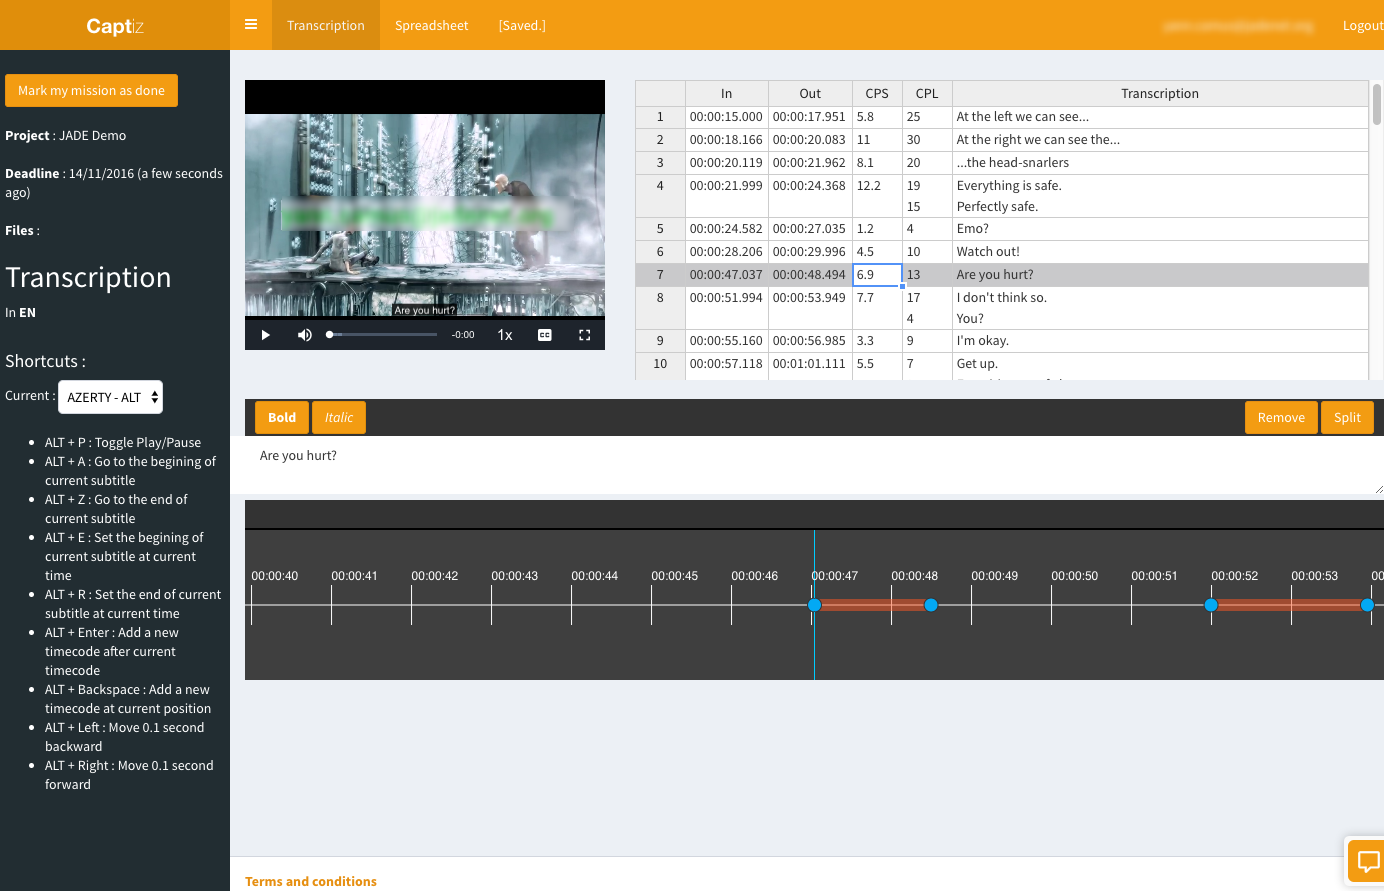 Captiz
Transcription
Spreadsheet
[Saved.]
Logout
Mark my mission as done
Project : JADE Demo
Deadline : 14/11/2016 (a few seconds
ago)
Files :
Transcription
In EN
Shortcuts :
Current :
AZERTY - ALT
ALT + P : Toggle Play/Pause
ALT + A : Go to the begining of
current subtitle
ALT + Z : Go to the end of
current subtitle
ALT + E : Set the begining of
current subtitle at current
time
ALT + R : Set the end of current
subtitle at current time
ALT + Enter : Add a new
timecode after current
timecode
ALT + Backspace : Add a new
timecode at current position
ALT + Left : Move 0.1 second
backward
ALT + Right : Move 0.1 second
forward
Are you hurt?
-0:00
1x
CC
In Out CPS CPL Transcription
1 00:00:15.000 00:00:17.951 5.8 25 At the left we can see...
2 00:00:18.166 00:00:20.083 11 30 At the right we can see the...
3 00:00:20.119 00:00:21.962 8.1 20 ...the head-snarlers
4 00:00:21.999 00:00:24.368 12.2 19 Everything is safe.
15 Perfectly safe.
5 00:00:24.582 00:00:27.035 1.2 4 Emo?
6 00:00:28.206 00:00:29.996 4.5 10 Watch out!
7 00:00:47.037 00:00:48.494 6.9 13 Are you hurt?
8 00:00:51.994 00:00:53.949 7.7 17 I don't think so.
4 You?
9 00:00:55.160 00:00:56.985 3.3 9 I'm okay.
10 00:00:57.118 00:01:01.111 5.5 7 Get up.
Bold
Italic
Remove
Split
Are you hurt?
00:00:40 00:00:41 00:00:42 00:00:43 00:00:44 00:00:45 00:00:46 00:00:47 00:00:48 00:00:49 00:00:50 00:00:51 00:00:52 00:00:53 00
Terms and conditions